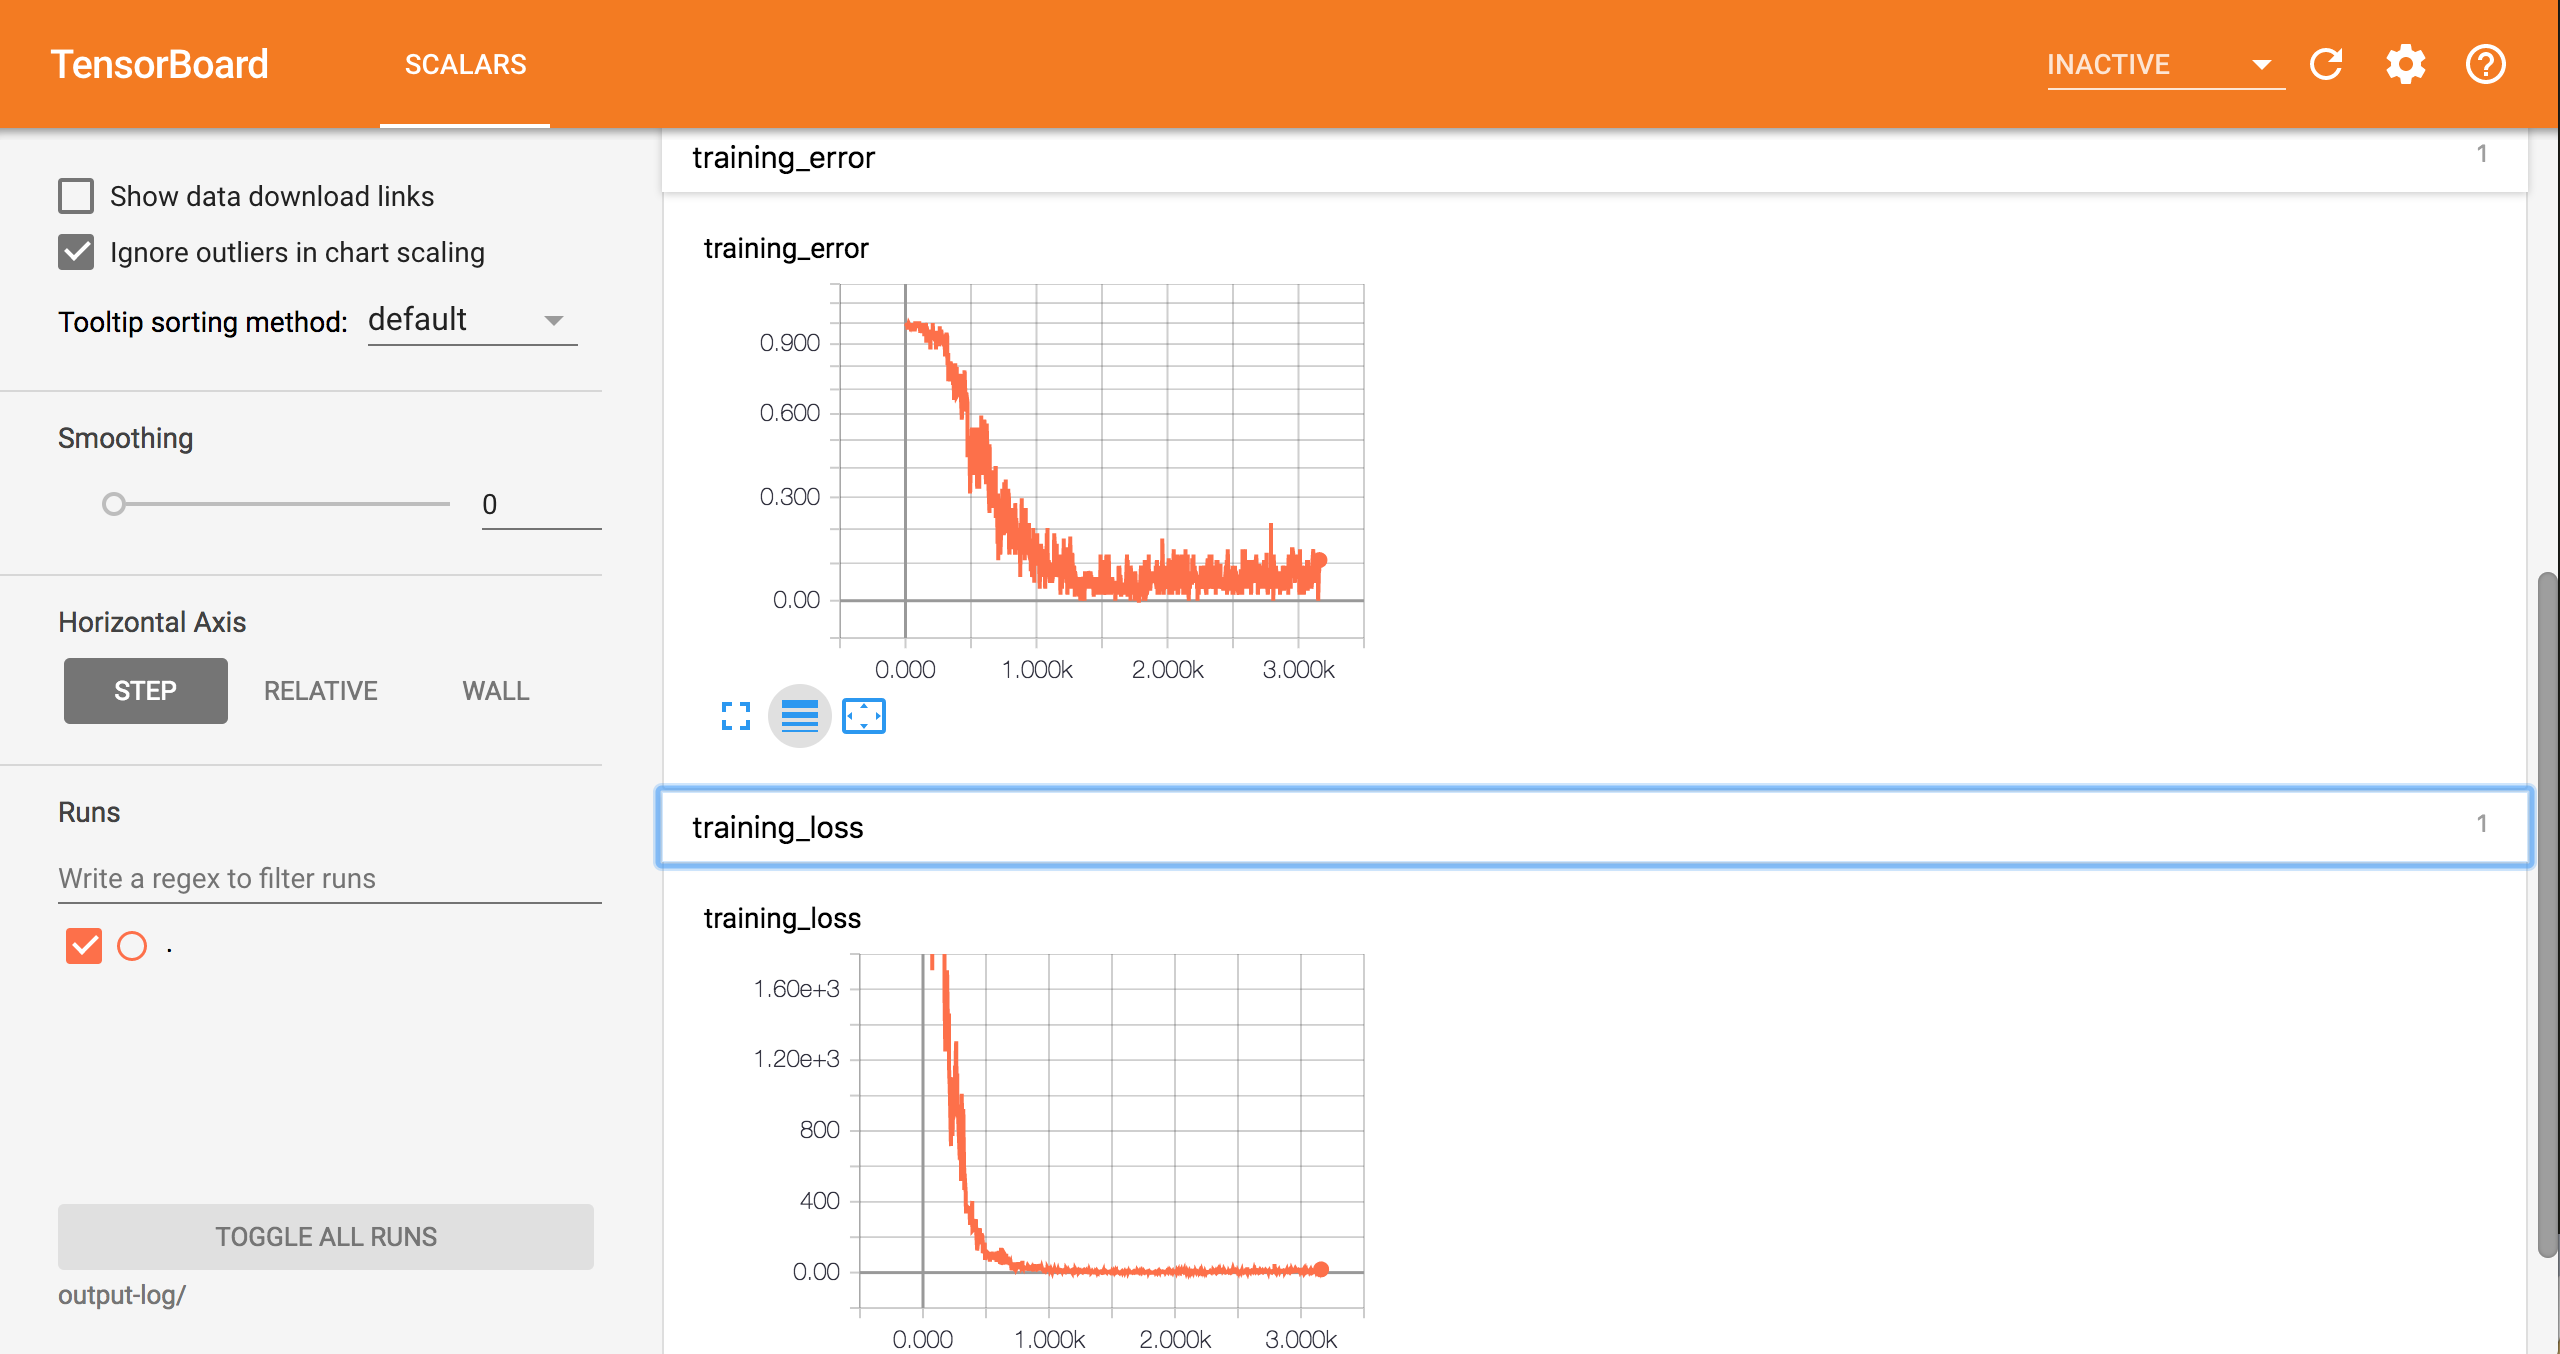 TensorBoard
SCALARS
INACTIVE
Show data download links
Ignore outliers in chart scaling
Tooltip sorting method: default
Smoothing
0
Horizontal Axis
STEP RELATIVE WALL
Runs
Write a regex to filter runs
.
TOGGLE ALL RUNS
output-log/
training_error 1
training_error
0.900
0.600
0.300
0.00
0.000 1.000k 2.000k 3.000k
training_loss 1
training_loss
1.60e+3
1.20e+3
800
400
0.00
0.000 1.000k 2.000k 3.000k